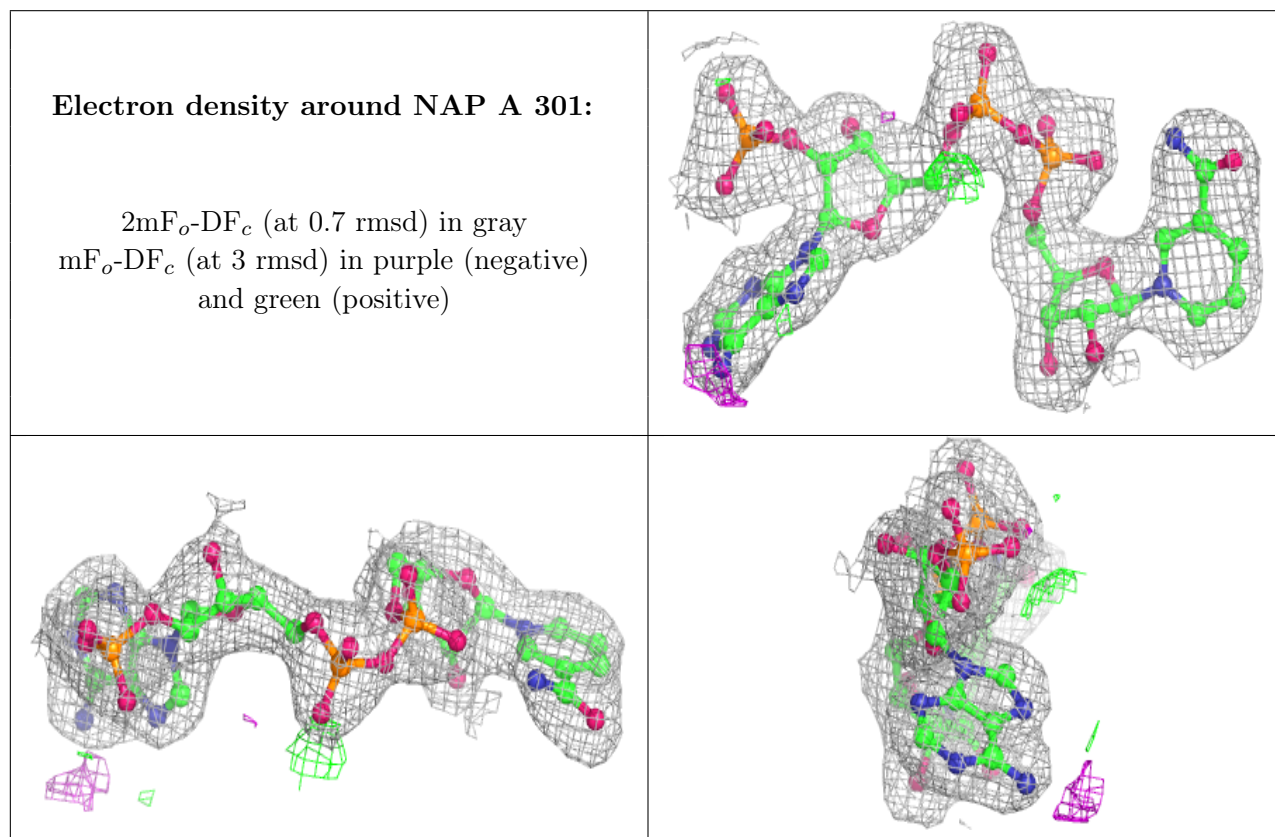 Electron density around NAP A 301:
2mFo-DFc (at 0.7 rmsd) in gray
mFo-DFc (at 3 rmsd) in purple (negative)
and green (positive)